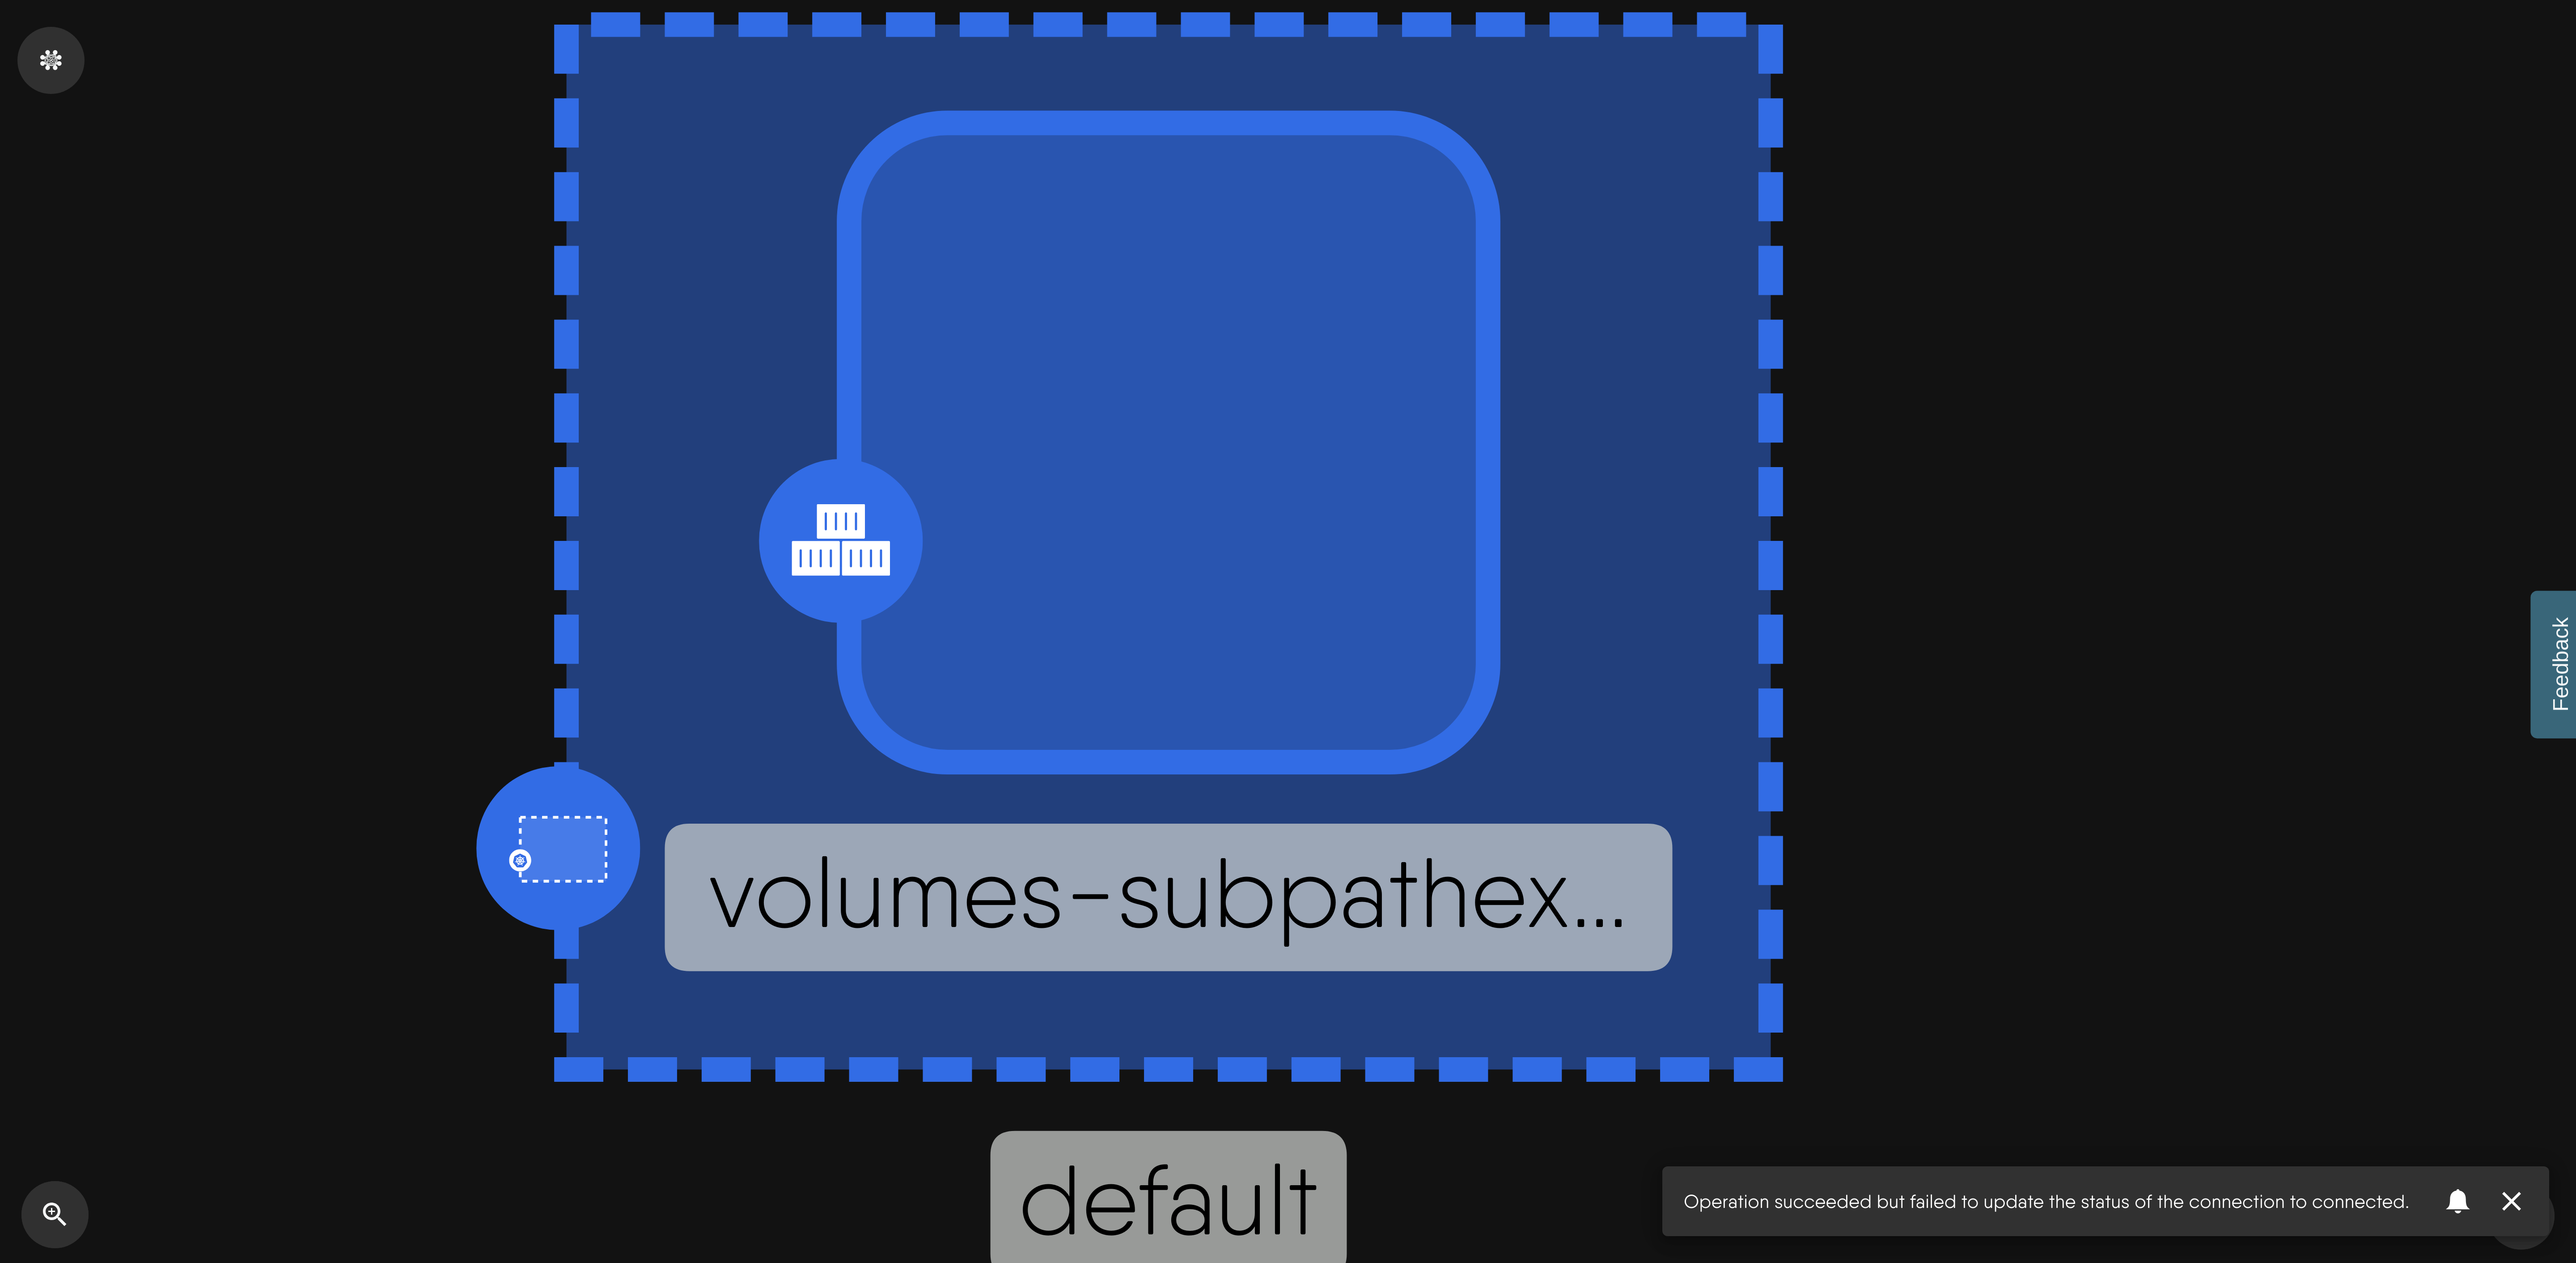 volumes-subpathex...
default
Operation succeeded but failed to update the status of the connection to connected.
Feedback